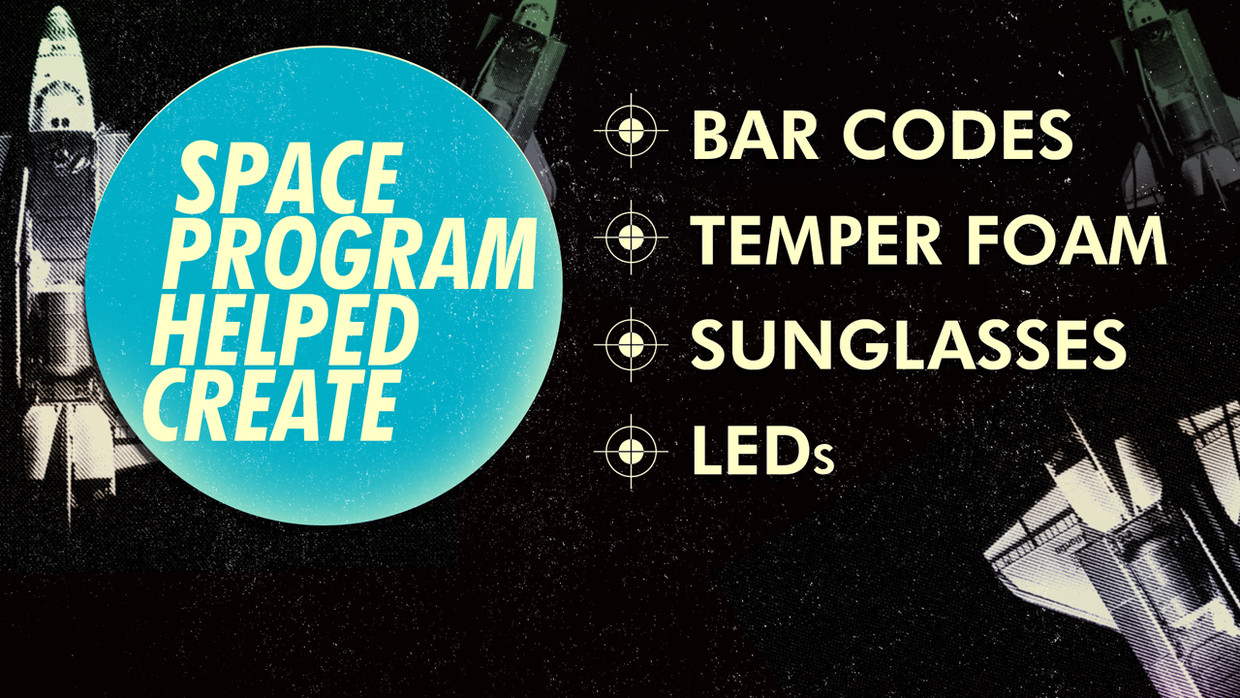 SPACE
PROGRAM
HELPED
CREATE
BAR CODES
TEMPER FOAM
SUNGLASSES
LEDs